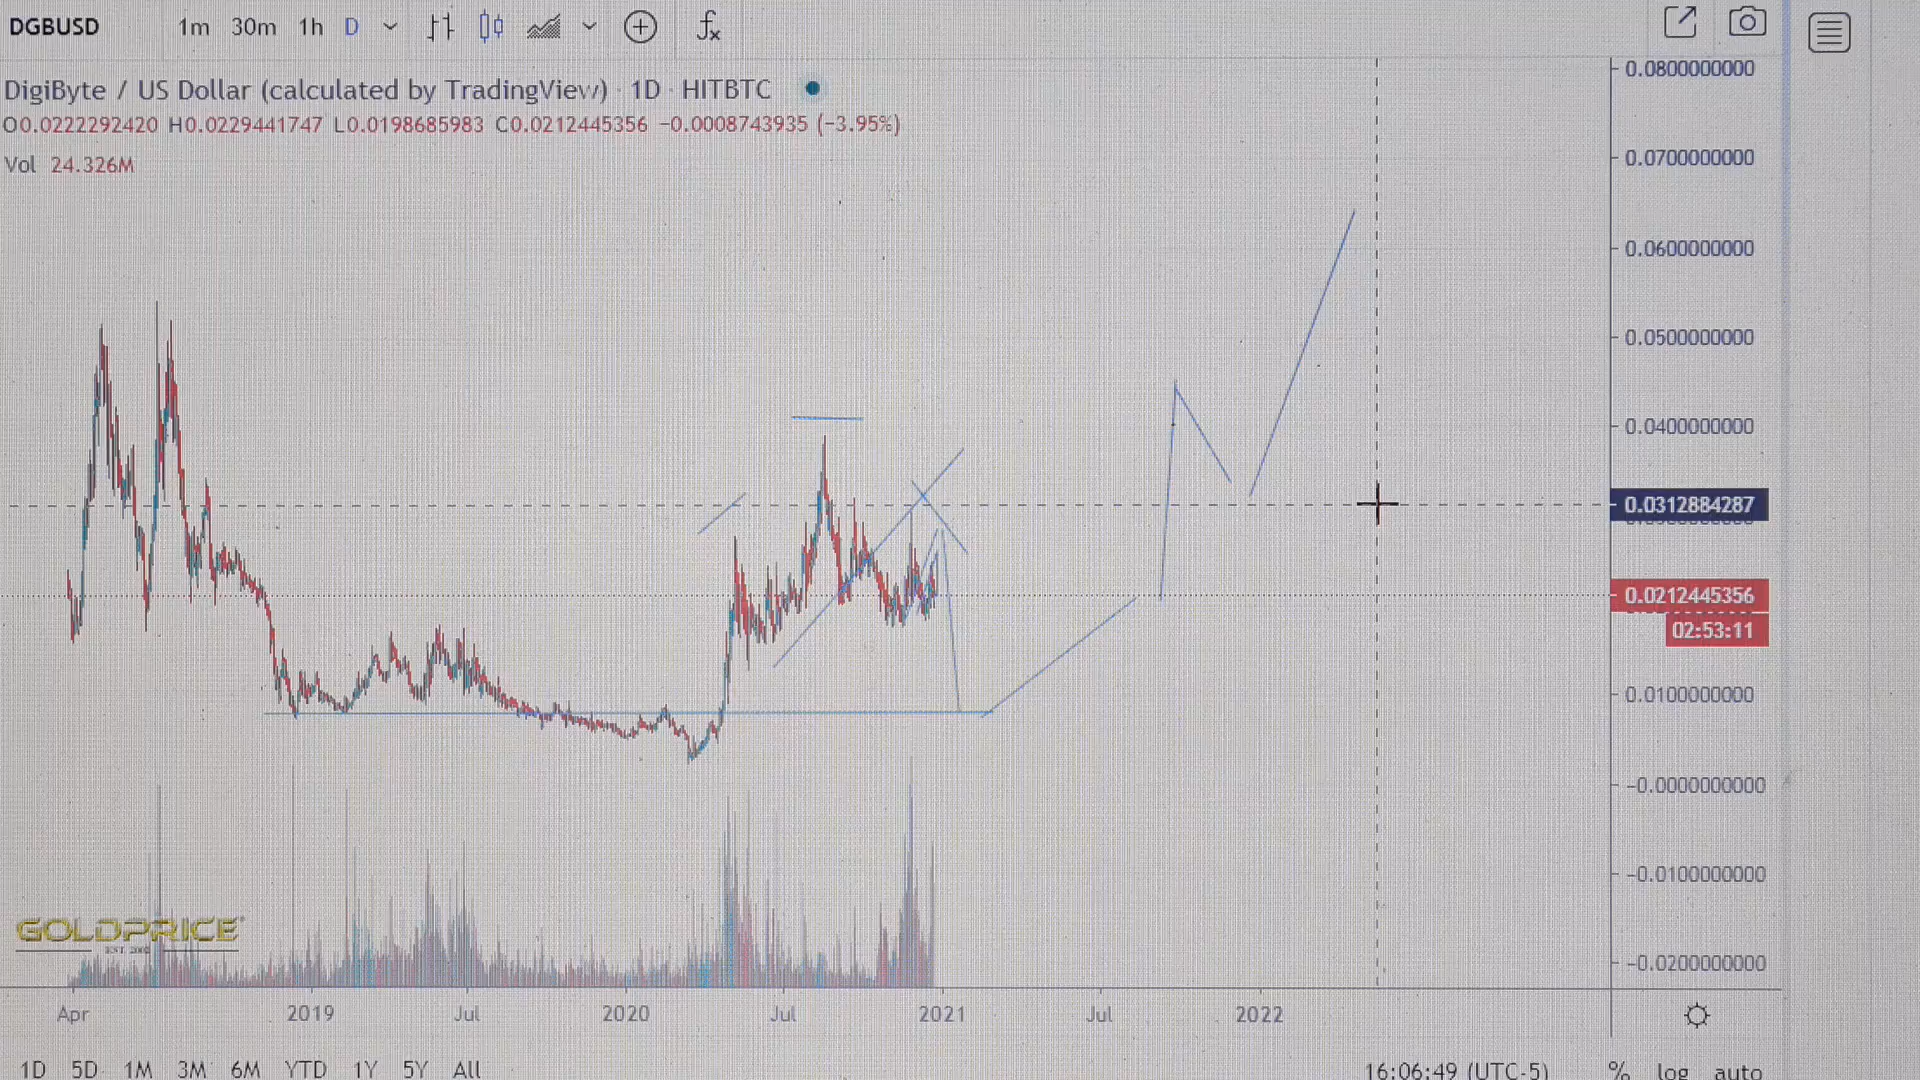 DGBUSD 1m 30m 1h D
DigiByte / US Dollar (calculated by TradingView) · 1D · HITBTC
O0.0222292420 H0.0229441747 L0.0198685983 C0.0212445356 −0.0008743935 (−3.95%)
Vol 24.326M
0.0800000000
0.0700000000
0.0600000000
0.0500000000
0.0400000000
0.0312884287
0.0212445356
02:53:11
0.0100000000
−0.0000000000
−0.0100000000
−0.0200000000
GOLDPRICE
Apr 2019 Jul 2020 Jul 2021 Jul 2022
1D 5D 1M 3M 6M YTD 1Y 5Y All 16:06:49 (UTC-5) % log auto